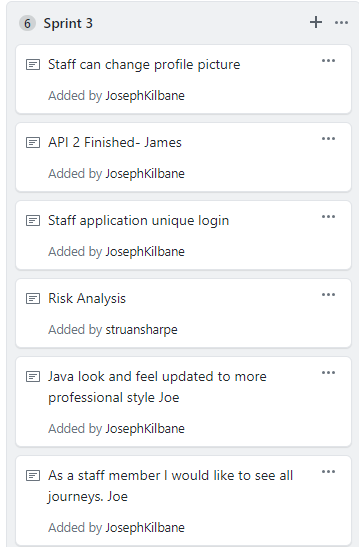 6 Sprint 3
Staff can change profile picture
Added by JosephKilbane
API 2 Finished- James
Added by JosephKilbane
Staff application unique login
Added by JosephKilbane
Risk Analysis
Added by struansharpe
Java look and feel updated to more
professional style Joe
Added by JosephKilbane
As a staff member I would like to see all
journeys. Joe
Added by JosephKilbane